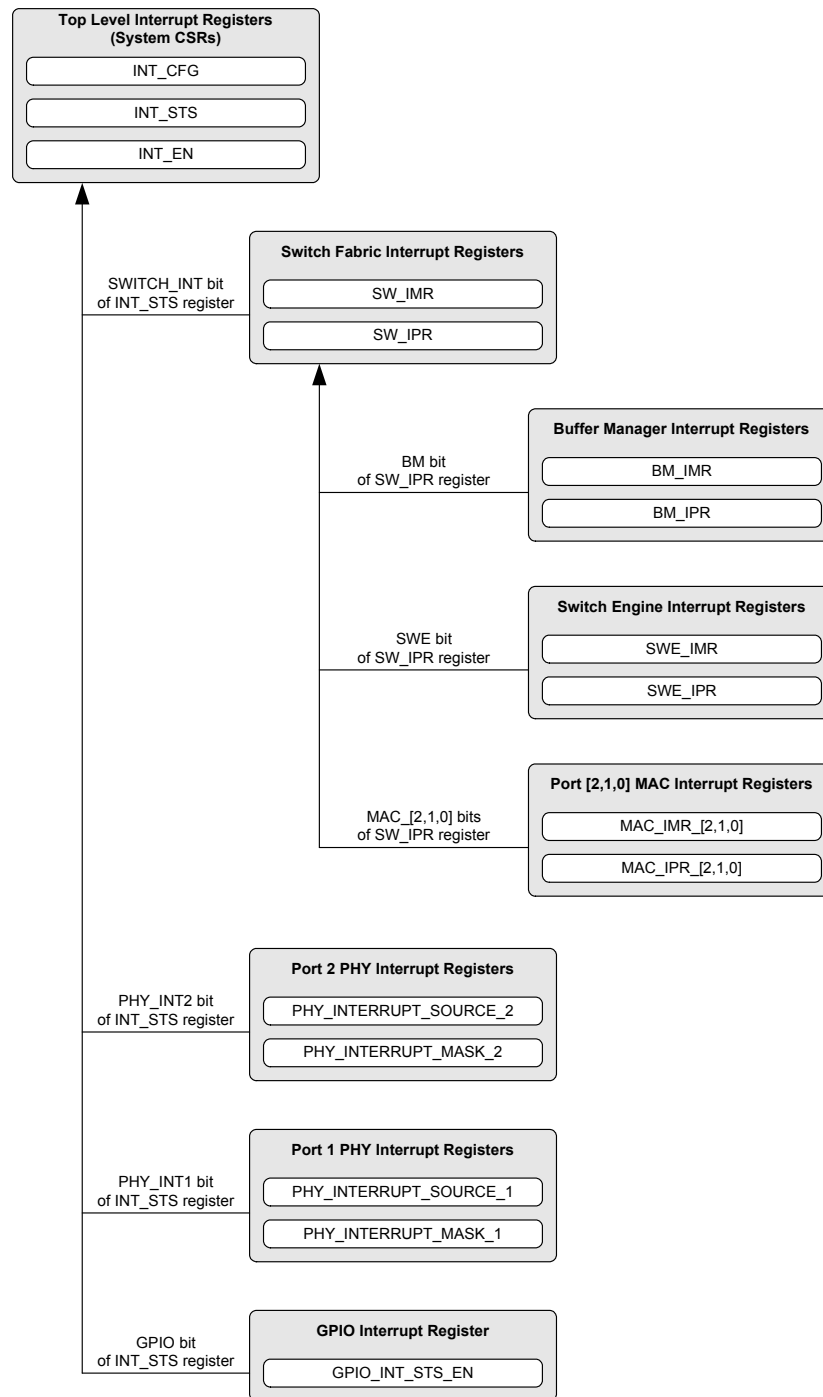 Top Level Interrupt Registers
(System CSRs)
INT_CFG
INT_STS
INT_EN
Switch Fabric Interrupt Registers
SWITCH_INT bit
of INT_STS register
SW_IMR
SW_IPR
Buffer Manager Interrupt Registers
BM bit
of SW_IPR register
BM_IMR
BM_IPR
Switch Engine Interrupt Registers
SWE bit
of SW_IPR register
SWE_IMR
SWE_IPR
Port [2,1,0] MAC Interrupt Registers
MAC_[2,1,0] bits
of SW_IPR register
MAC_IMR_[2,1,0]
MAC_IPR_[2,1,0]
Port 2 PHY Interrupt Registers
PHY_INT2 bit
of INT_STS register
PHY_INTERRUPT_SOURCE_2
PHY_INTERRUPT_MASK_2
Port 1 PHY Interrupt Registers
PHY_INT1 bit
of INT_STS register
PHY_INTERRUPT_SOURCE_1
PHY_INTERRUPT_MASK_1
GPIO Interrupt Register
GPIO bit
of INT_STS register
GPIO_INT_STS_EN